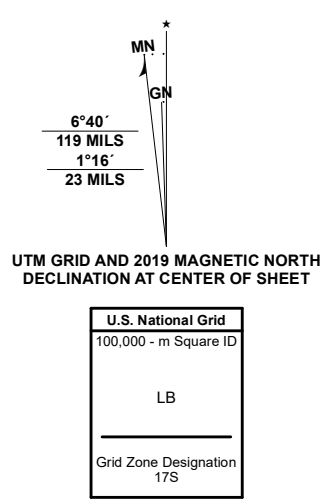 ★
MN
GN
6°40´
119 MILS
1°16´
23 MILS
UTM GRID AND 2019 MAGNETIC NORTH
DECLINATION AT CENTER OF SHEET
U.S. National Grid
100,000 - m Square ID
LB
Grid Zone Designation
17S